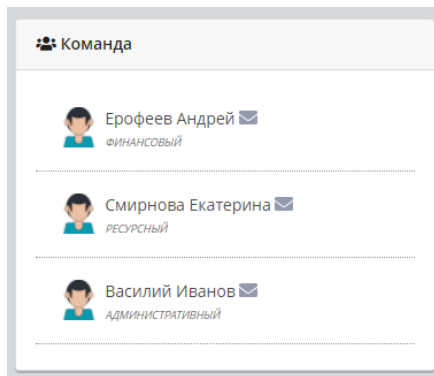 Команда
Ерофеев Андрей
ФИНАНСОВЫЙ
Смирнова Екатерина
РЕСУРСНЫЙ
Василий Иванов
АДМИНИСТРАТИВНЫЙ